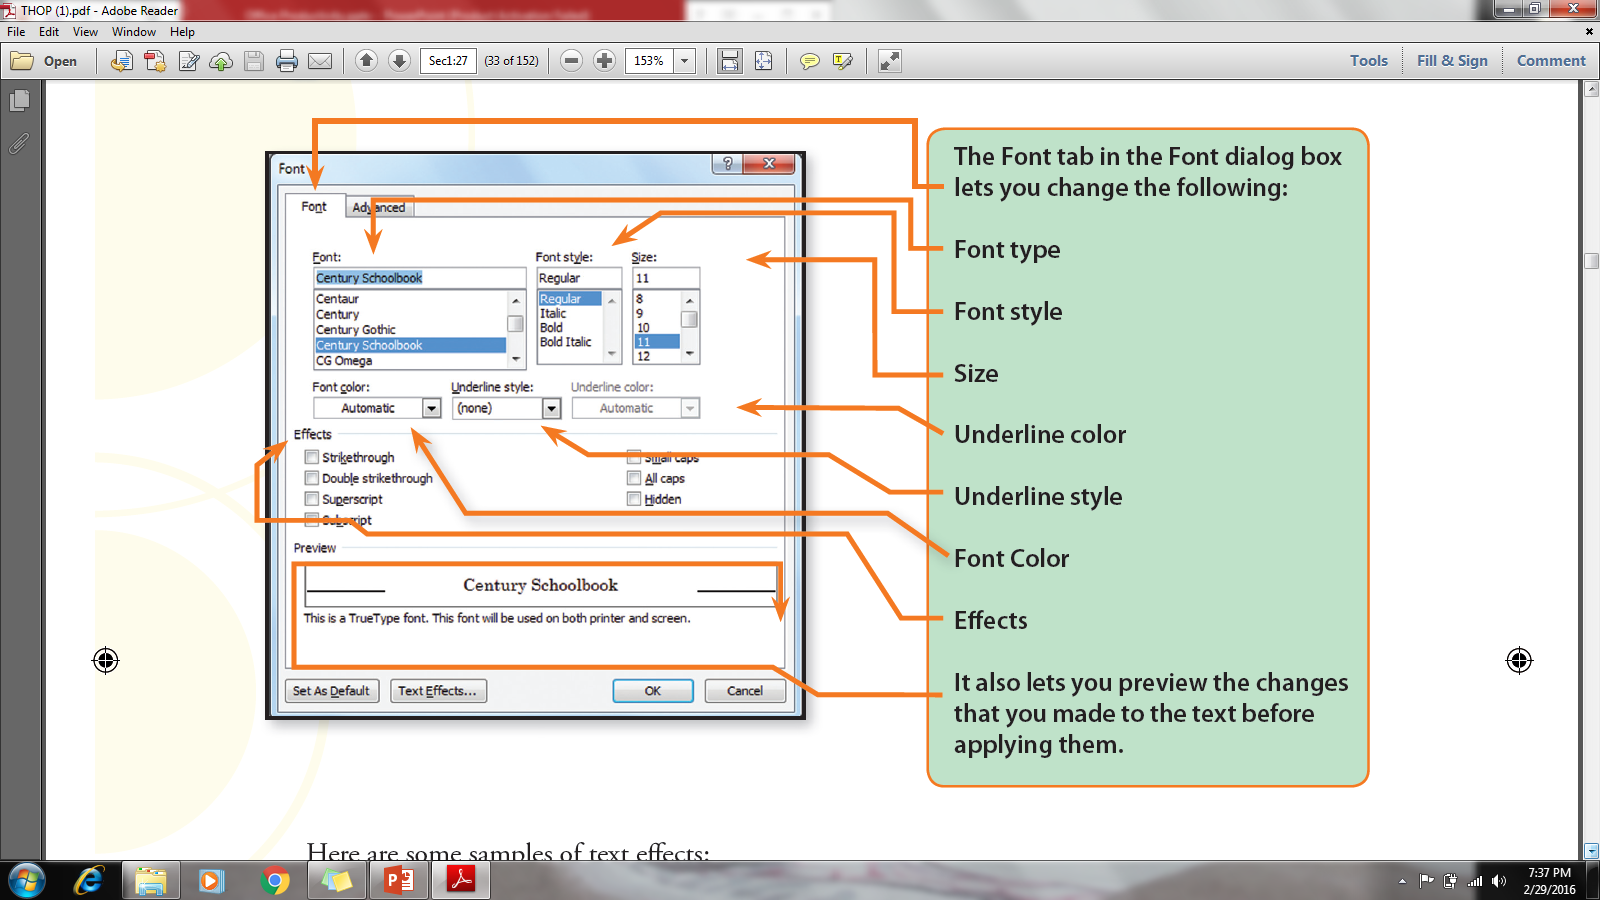 THOP (1).pdf - Adobe Reader
File Edit View Window Help
Open
Sec1:27
(33 of 152)
153%
Tools
Fill & Sign
Comment
Font
Font
Advanced
Font:
Font style:
Size:
Century Schoolbook
Regular
11
Centaur
Century
Century Gothic
Century Schoolbook
CG Omega
Regular
Italic
Bold
Bold Italic
8
9
10
11
12
Font color:
Underline style:
Underline color:
Automatic
(none)
Automatic
Effects
Strikethrough
Double strikethrough
Superscript
Subscript
Small caps
All caps
Hidden
Preview
Century Schoolbook
This is a TrueType font. This font will be used on both printer and screen.
Set As Default
Text Effects...
OK
Cancel
The Font tab in the Font dialog box
lets you change the following:
Font type
Font style
Size
Underline color
Underline style
Font Color
Effects
It also lets you preview the changes
that you made to the text before
applying them.
Here are some samples of text effects:
7:37 PM
2/29/2016